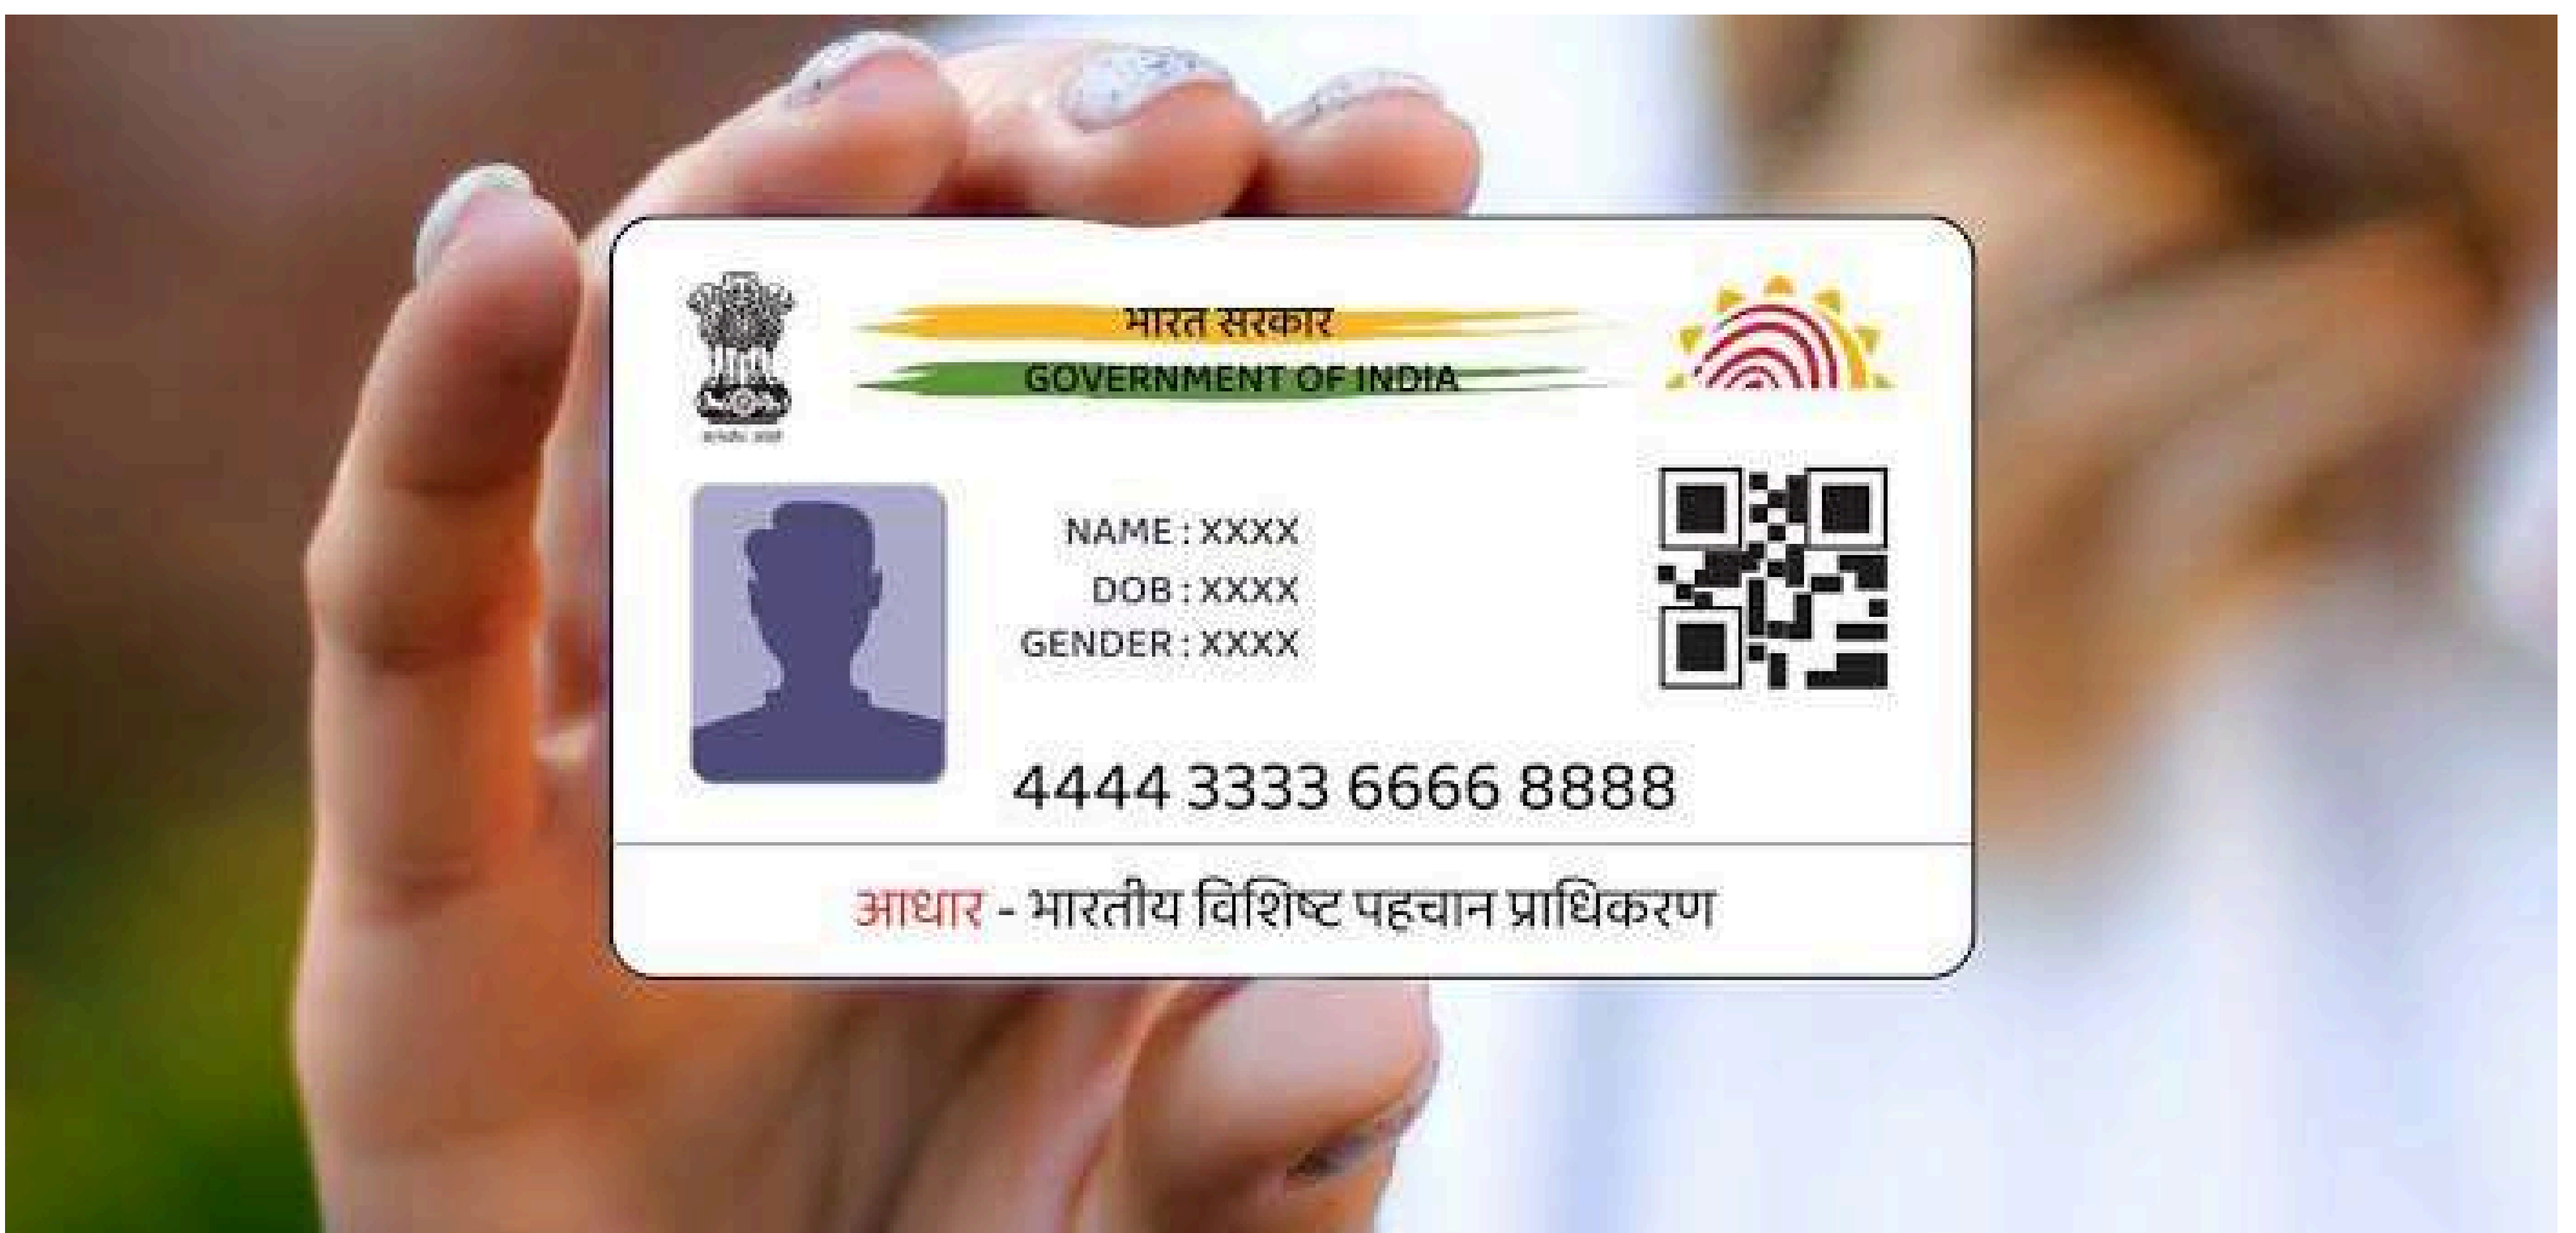 भारत सरकार
GOVERNMENT OF INDIA
NAME : XXXX
DOB : XXXX
GENDER : XXXX
4444 3333 6666 8888
आधार - भारतीय विशिष्ट पहचान प्राधिकरण